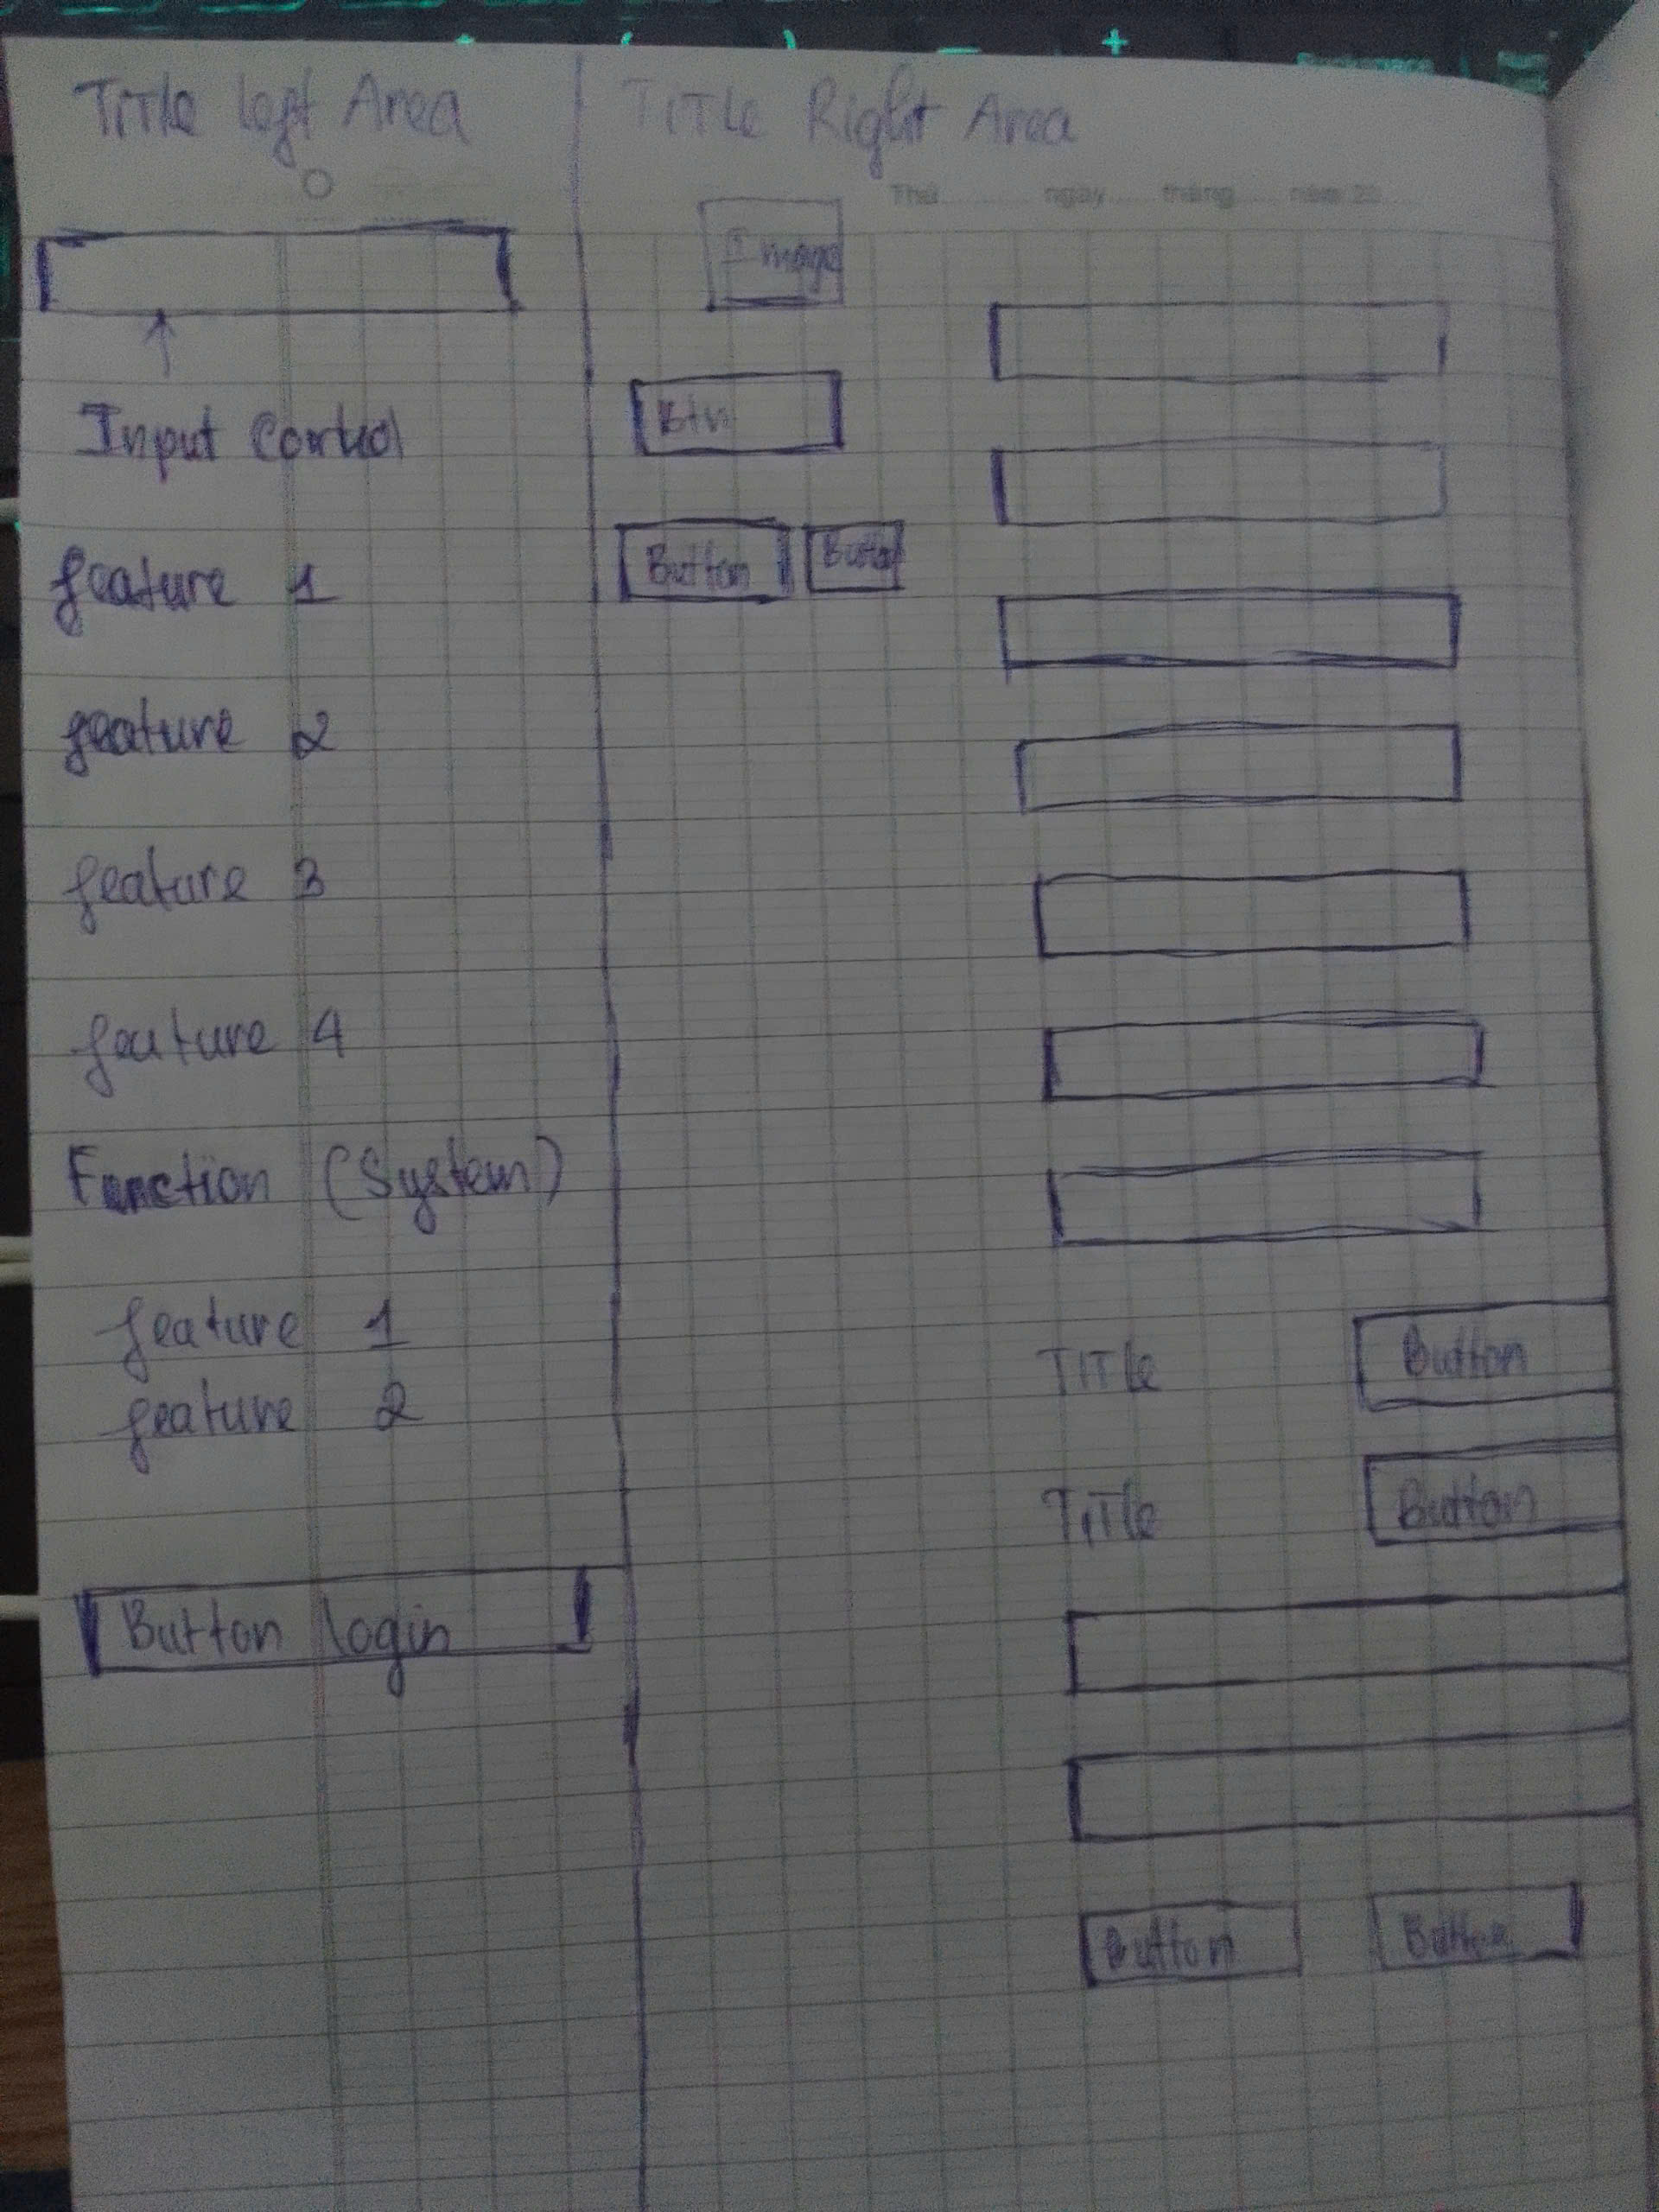 Title left Area
Title Right Area
Thứ ngày tháng năm 20
Image
Input Control
Btn
Button
Button
feature 1
feature 2
feature 3
feature 4
Function (System)
feature 1
feature 2
Title
Button
Title
Button
Button login
Button
Button